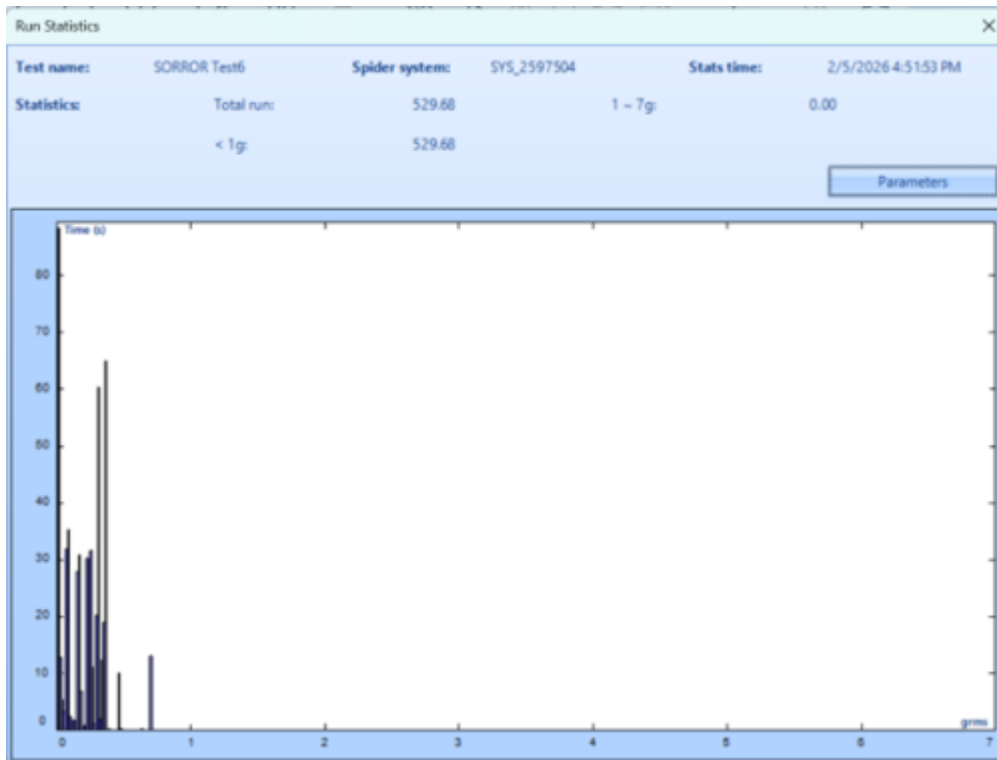 Run Statistics
Test name: SORROR Test6 Spider system: SYS_2597504 Stats time: 2/5/2026 4:51:53 PM
Statistics: Total run: 529.68 1 ~ 7g: 0.00
< 1g: 529.68
Parameters
Time (s)
80
70
60
50
40
30
20
10
0
grms
0 1 2 3 4 5 6 7